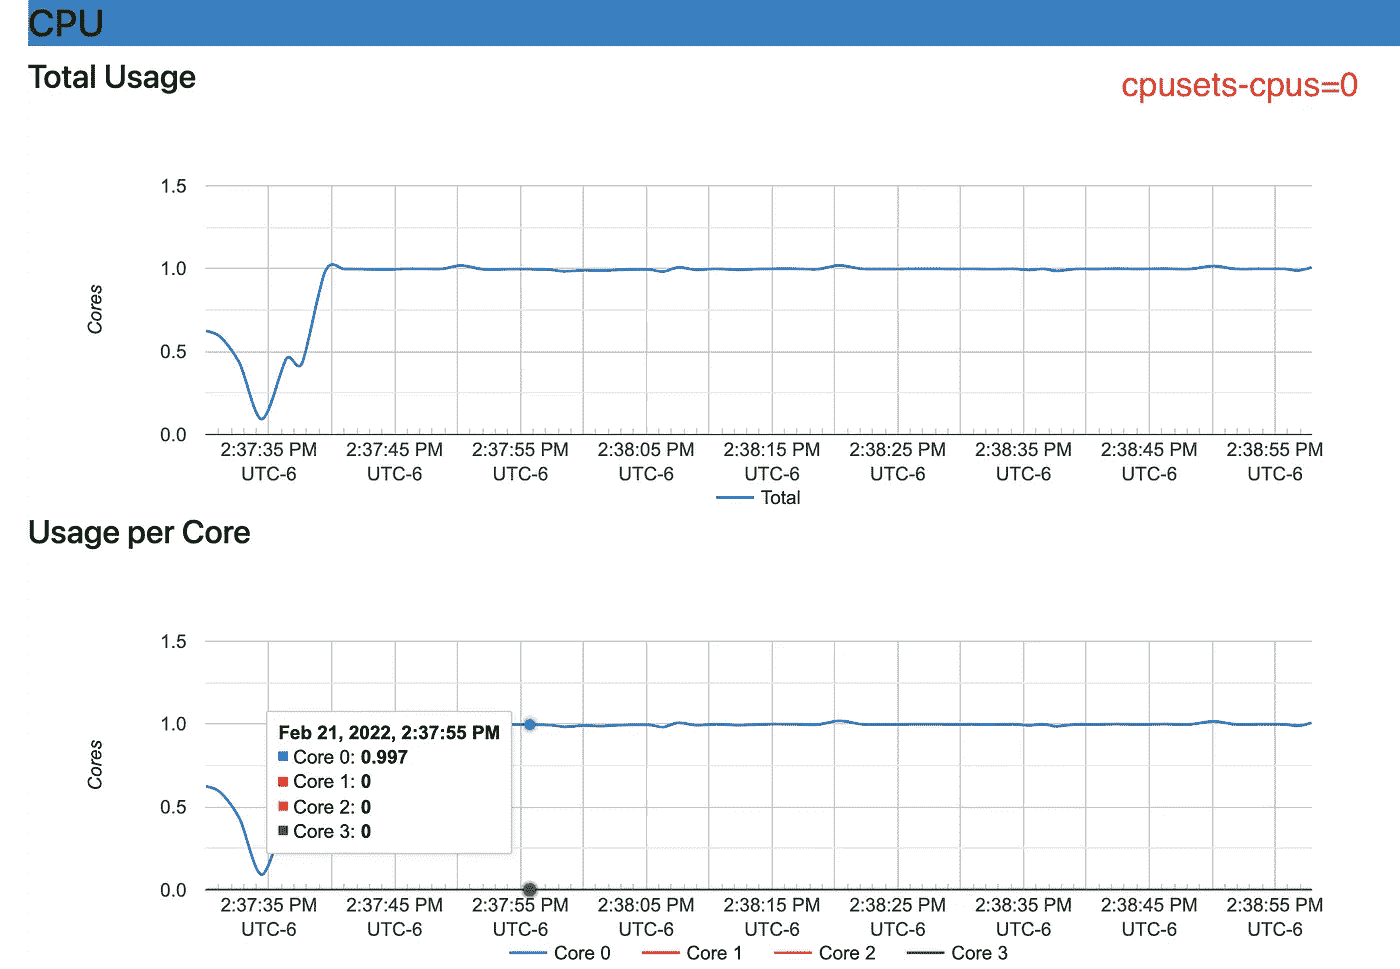 CPU
Total Usage
cpusets-cpus=0
1.5
1.0
0.5
0.0
Cores
2:37:35 PM 2:37:45 PM 2:37:55 PM 2:38:05 PM 2:38:15 PM 2:38:25 PM 2:38:35 PM 2:38:45 PM 2:38:55 PM
UTC-6 UTC-6 UTC-6 UTC-6 UTC-6 UTC-6 UTC-6 UTC-6 UTC-6
Total
Usage per Core
1.5
1.0
0.5
0.0
Cores
Feb 21, 2022, 2:37:55 PM
Core 0: 0.997
Core 1: 0
Core 2: 0
Core 3: 0
2:37:35 PM 2:37:45 PM 2:37:55 PM 2:38:05 PM 2:38:15 PM 2:38:25 PM 2:38:35 PM 2:38:45 PM 2:38:55 PM
UTC-6 UTC-6 UTC-6 UTC-6 UTC-6 UTC-6 UTC-6 UTC-6 UTC-6
Core 0 Core 1 Core 2 Core 3